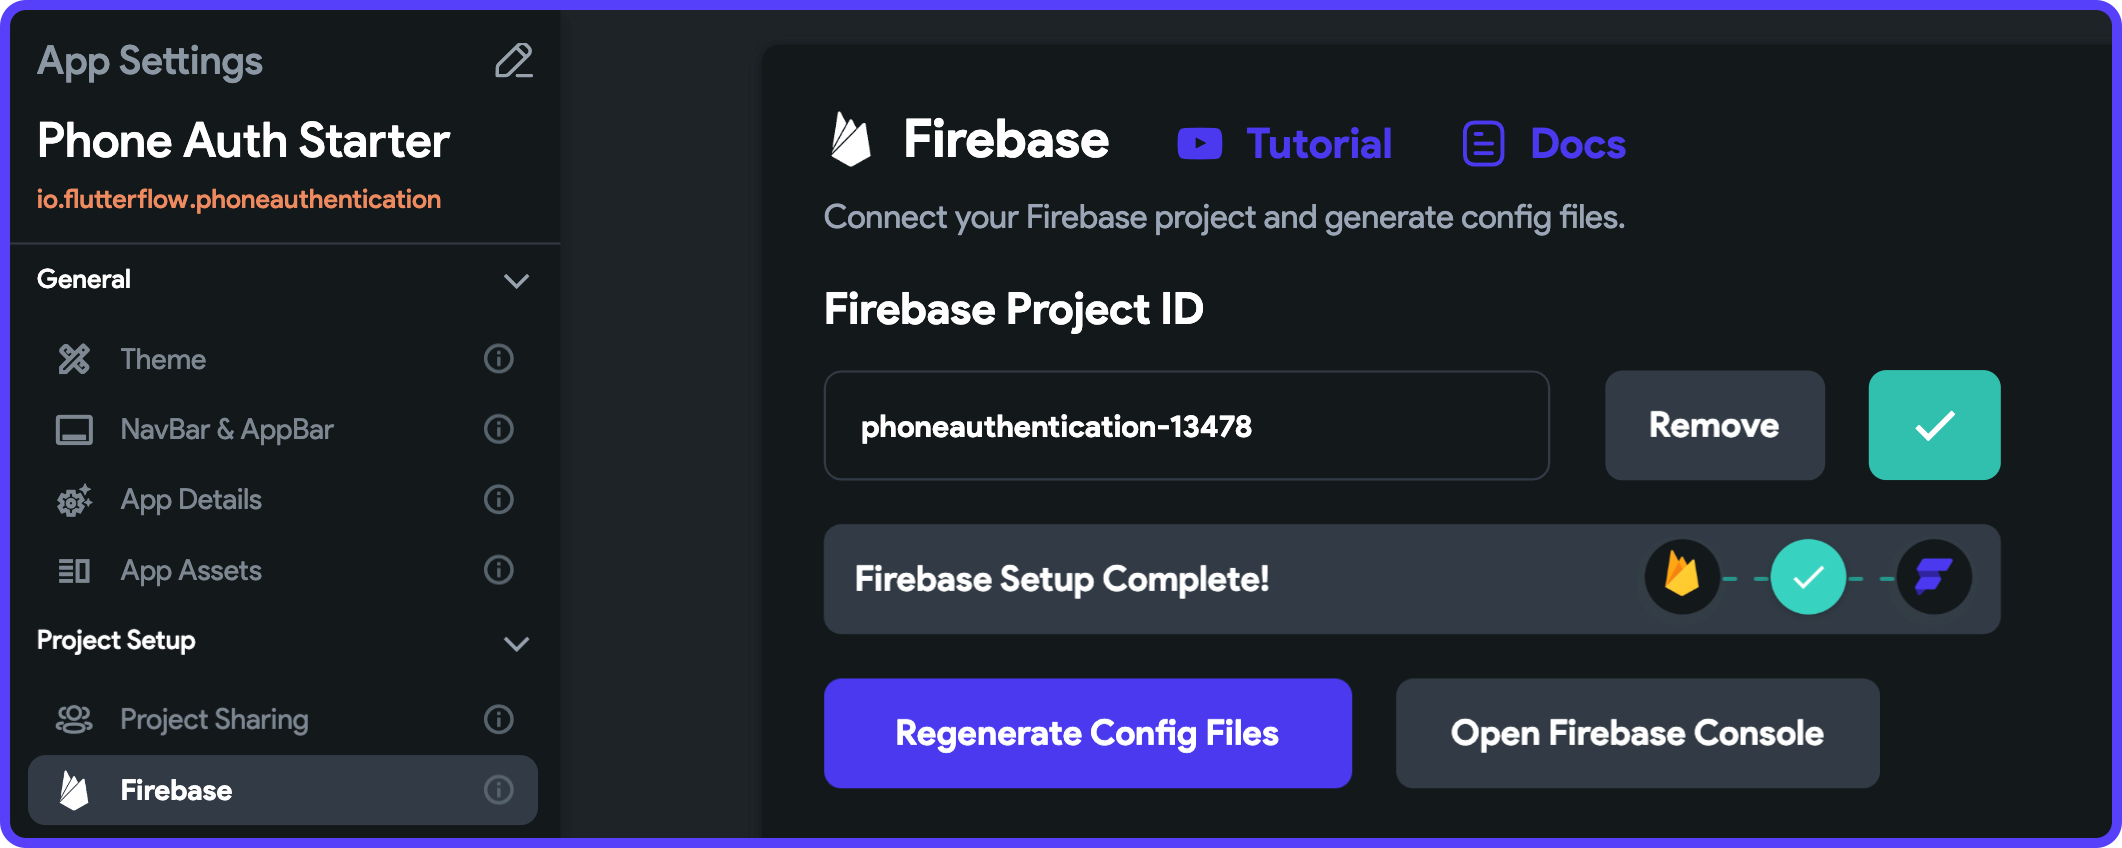 App Settings
Phone Auth Starter
io.flutterflow.phoneauthentication
General
Theme
NavBar & AppBar
App Details
App Assets
Project Setup
Project Sharing
Firebase
Firebase Tutorial Docs
Connect your Firebase project and generate config files.
Firebase Project ID
phoneauthentication-13478 Remove
Firebase Setup Complete!
Regenerate Config Files Open Firebase Console